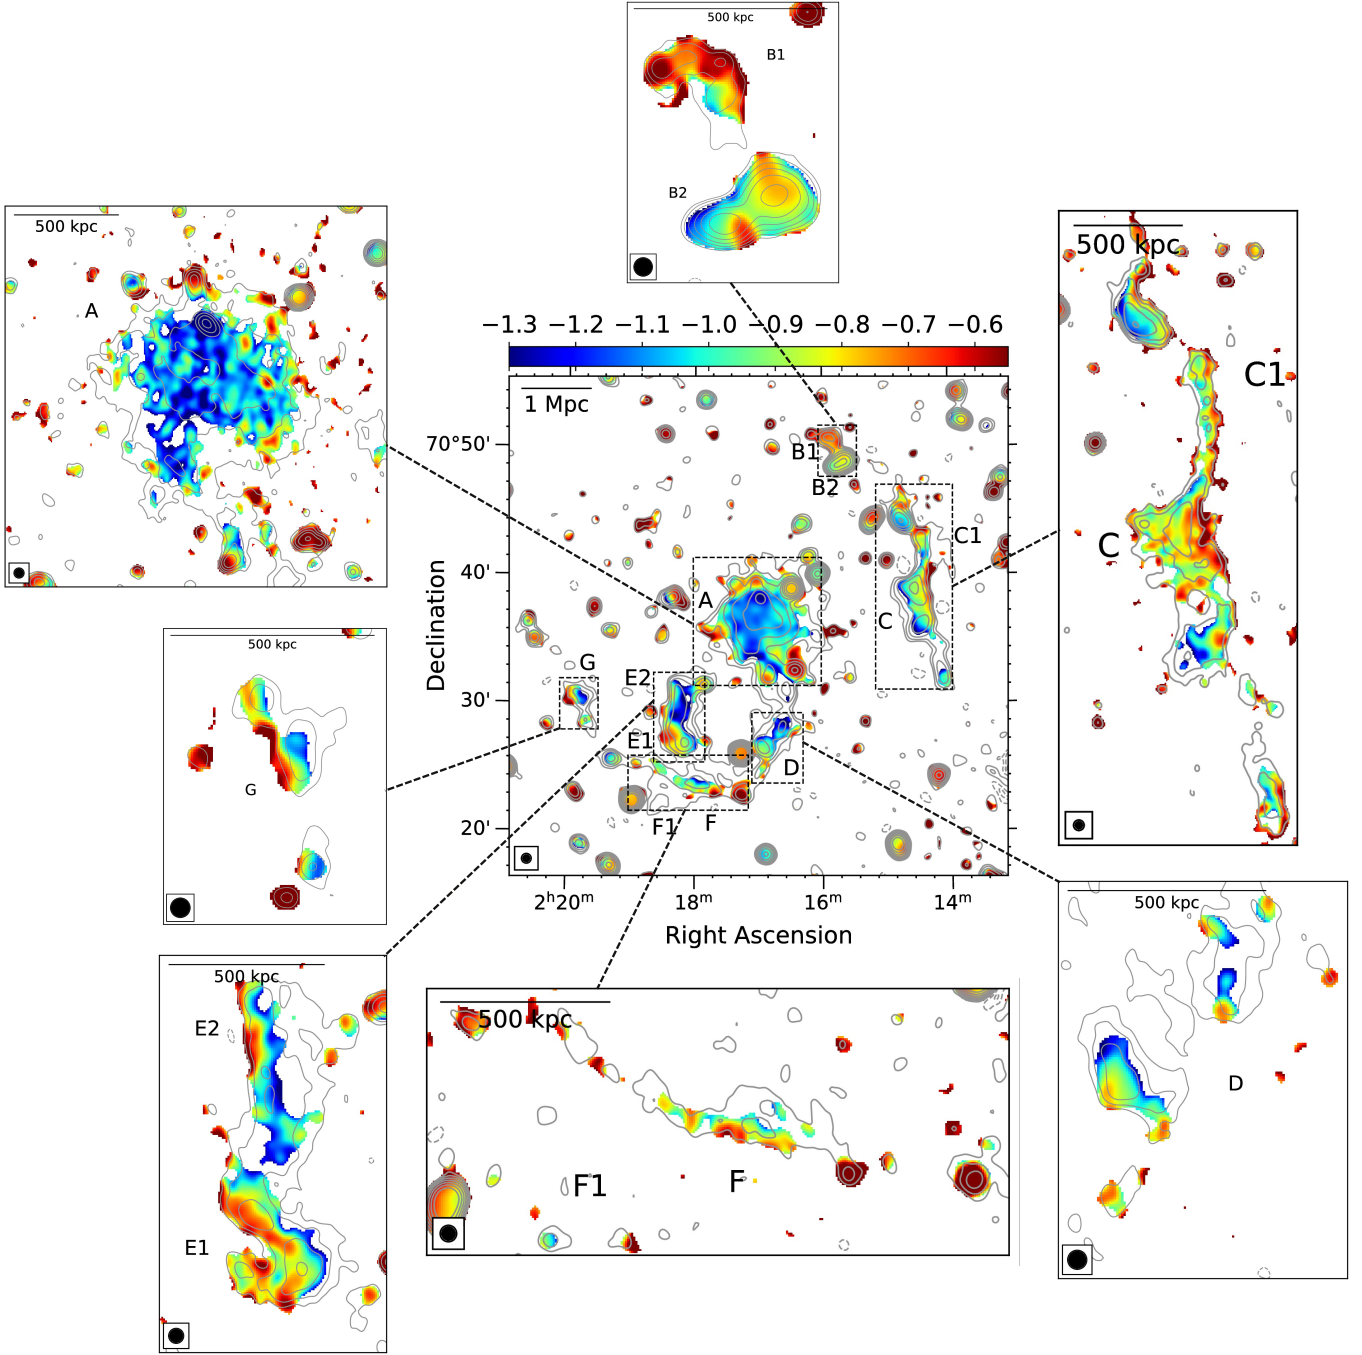 500 kpc
B1
B2
500 kpc
A
500 kpc
C1
C
−1.3 −1.2 −1.1 −1.0 −0.9 −0.8 −0.7 −0.6
1 Mpc
70°50'
40'
30'
20'
Declination
B1
B2
C1
A
C
G
E2
E1
D
F1
F
2ʰ20ᵐ 18ᵐ 16ᵐ 14ᵐ
Right Ascension
500 kpc
G
500 kpc
E2
E1
500 kpc
F1
F
500 kpc
D